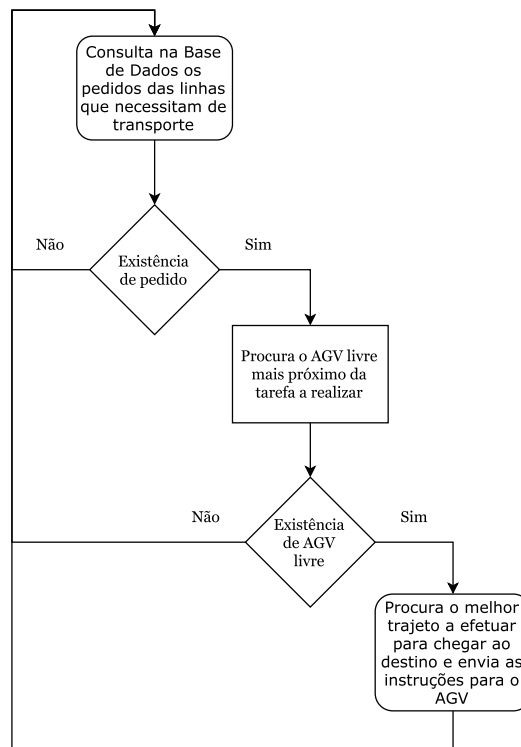 Consulta na Base
de Dados os
pedidos das linhas
que necessitam de
transporte
Não
Sim
Existência
de pedido
Procura o AGV livre
mais próximo da
tarefa a realizar
Não
Sim
Existência
de AGV
livre
Procura o melhor
trajeto a efetuar
para chegar ao
destino e envia as
instruções para o
AGV